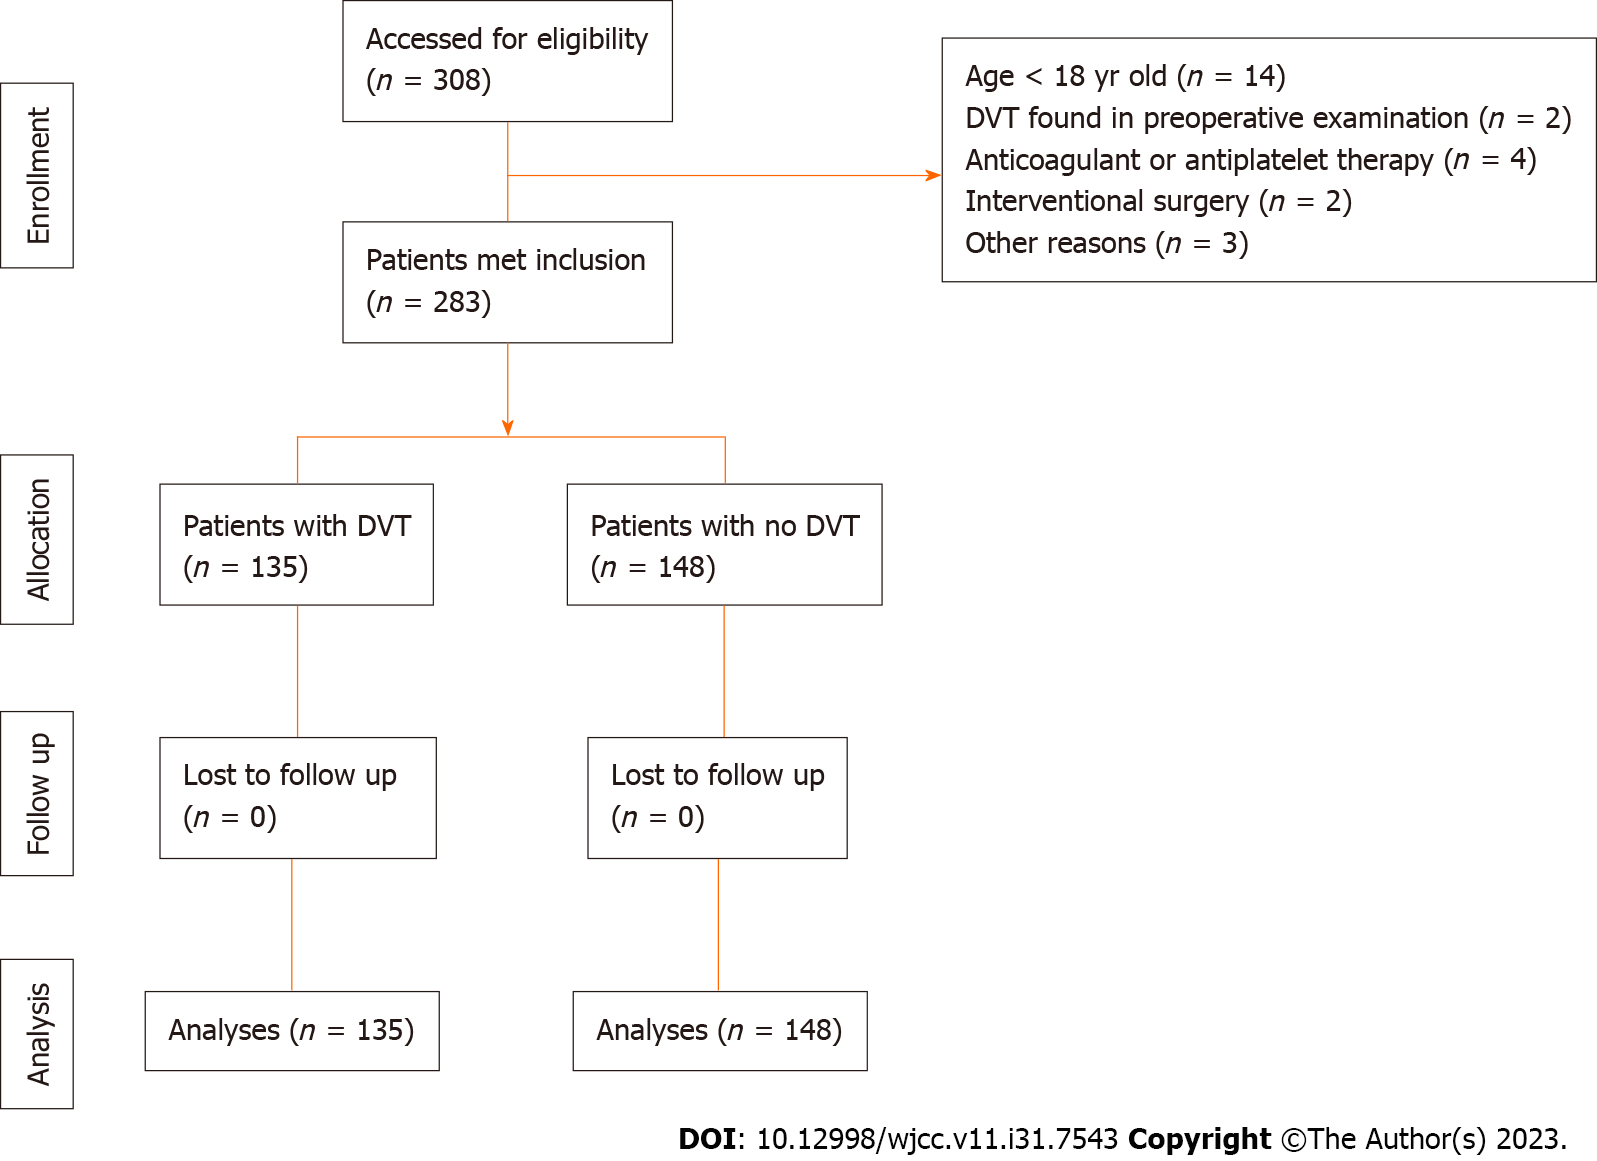 Enrollment
Accessed for eligibility
(n = 308)
Age < 18 yr old (n = 14)
DVT found in preoperative examination (n = 2)
Anticoagulant or antiplatelet therapy (n = 4)
Interventional surgery (n = 2)
Other reasons (n = 3)
Patients met inclusion
(n = 283)
Allocation
Patients with DVT
(n = 135)
Patients with no DVT
(n = 148)
Follow up
Lost to follow up
(n = 0)
Lost to follow up
(n = 0)
Analysis
Analyses (n = 135)
Analyses (n = 148)
DOI: 10.12998/wjcc.v11.i31.7543 Copyright ©The Author(s) 2023.